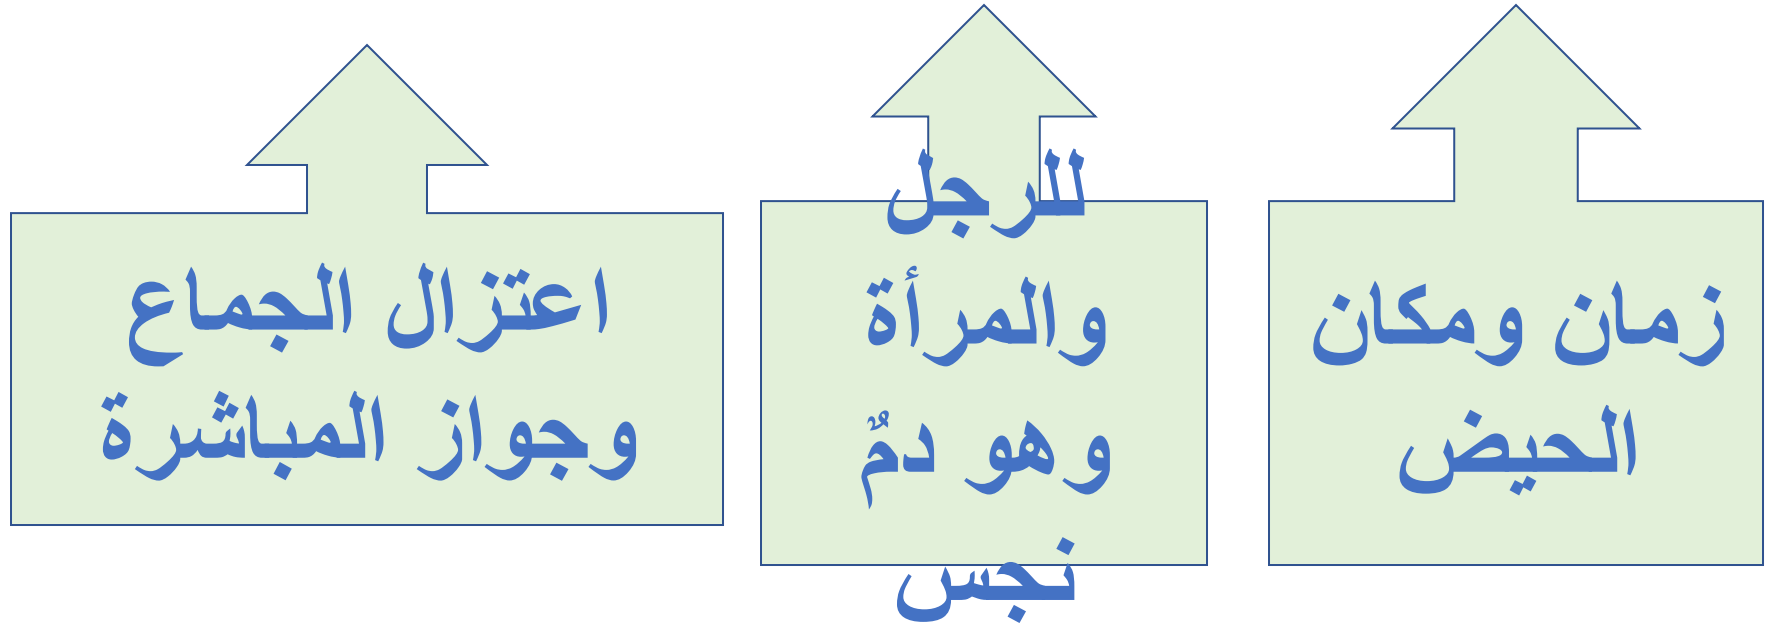 زمان ومكان
الحيض
للرجل
والمرأة
وهو دمٌ
نجس
اعتزال الجماع
وجواز المباشرة